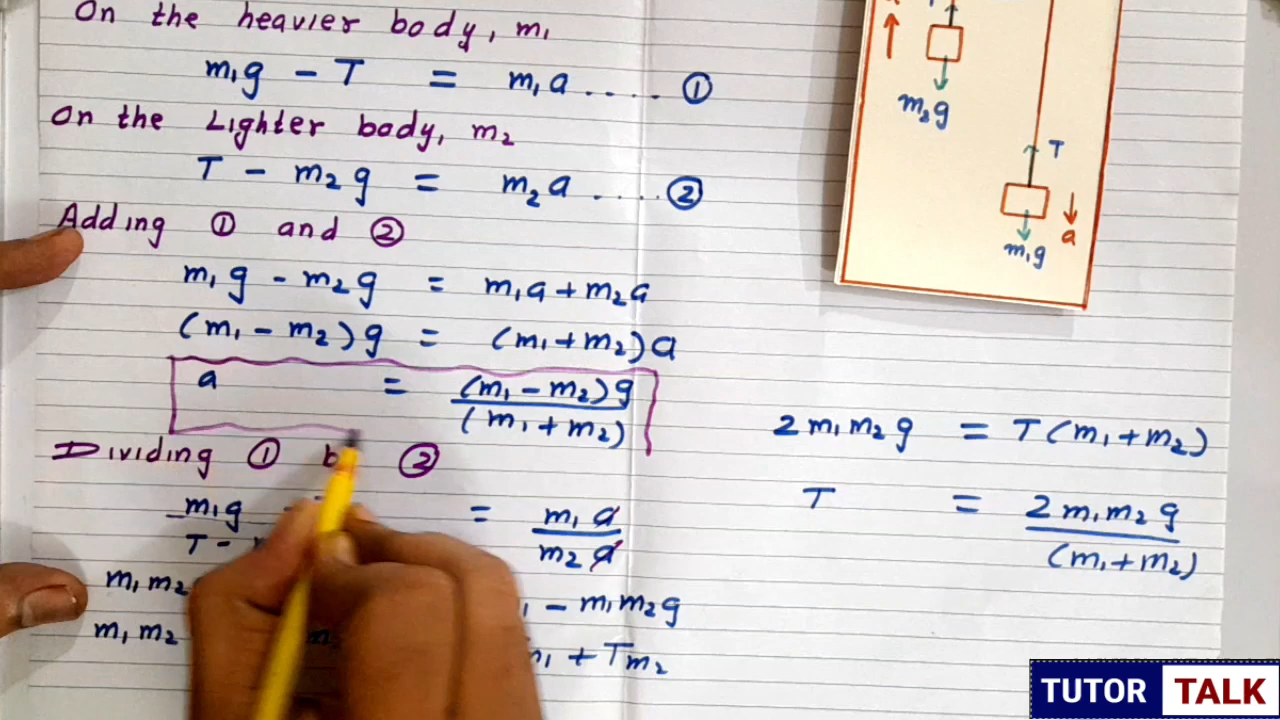 On the heavier body, m₁
m₁g - T = m₁a .... ①
On the Lighter body, m₂
T - m₂g = m₂a .... ②
Adding ① and ②
m₁g - m₂g = m₁a + m₂a
(m₁ - m₂)g = (m₁ + m₂)a
a = (m₁ - m₂)g
(m₁ + m₂)
Dividing ① ②
m₁g = m₁a
T - m₂a
m₁m₂ - m₁m₂g
m₁m₂ + Tm₂
2m₁m₂g = T(m₁ + m₂)
T = 2m₁m₂g
(m₁ + m₂)
m₂g
T
a
m₁g
TUTOR TALK